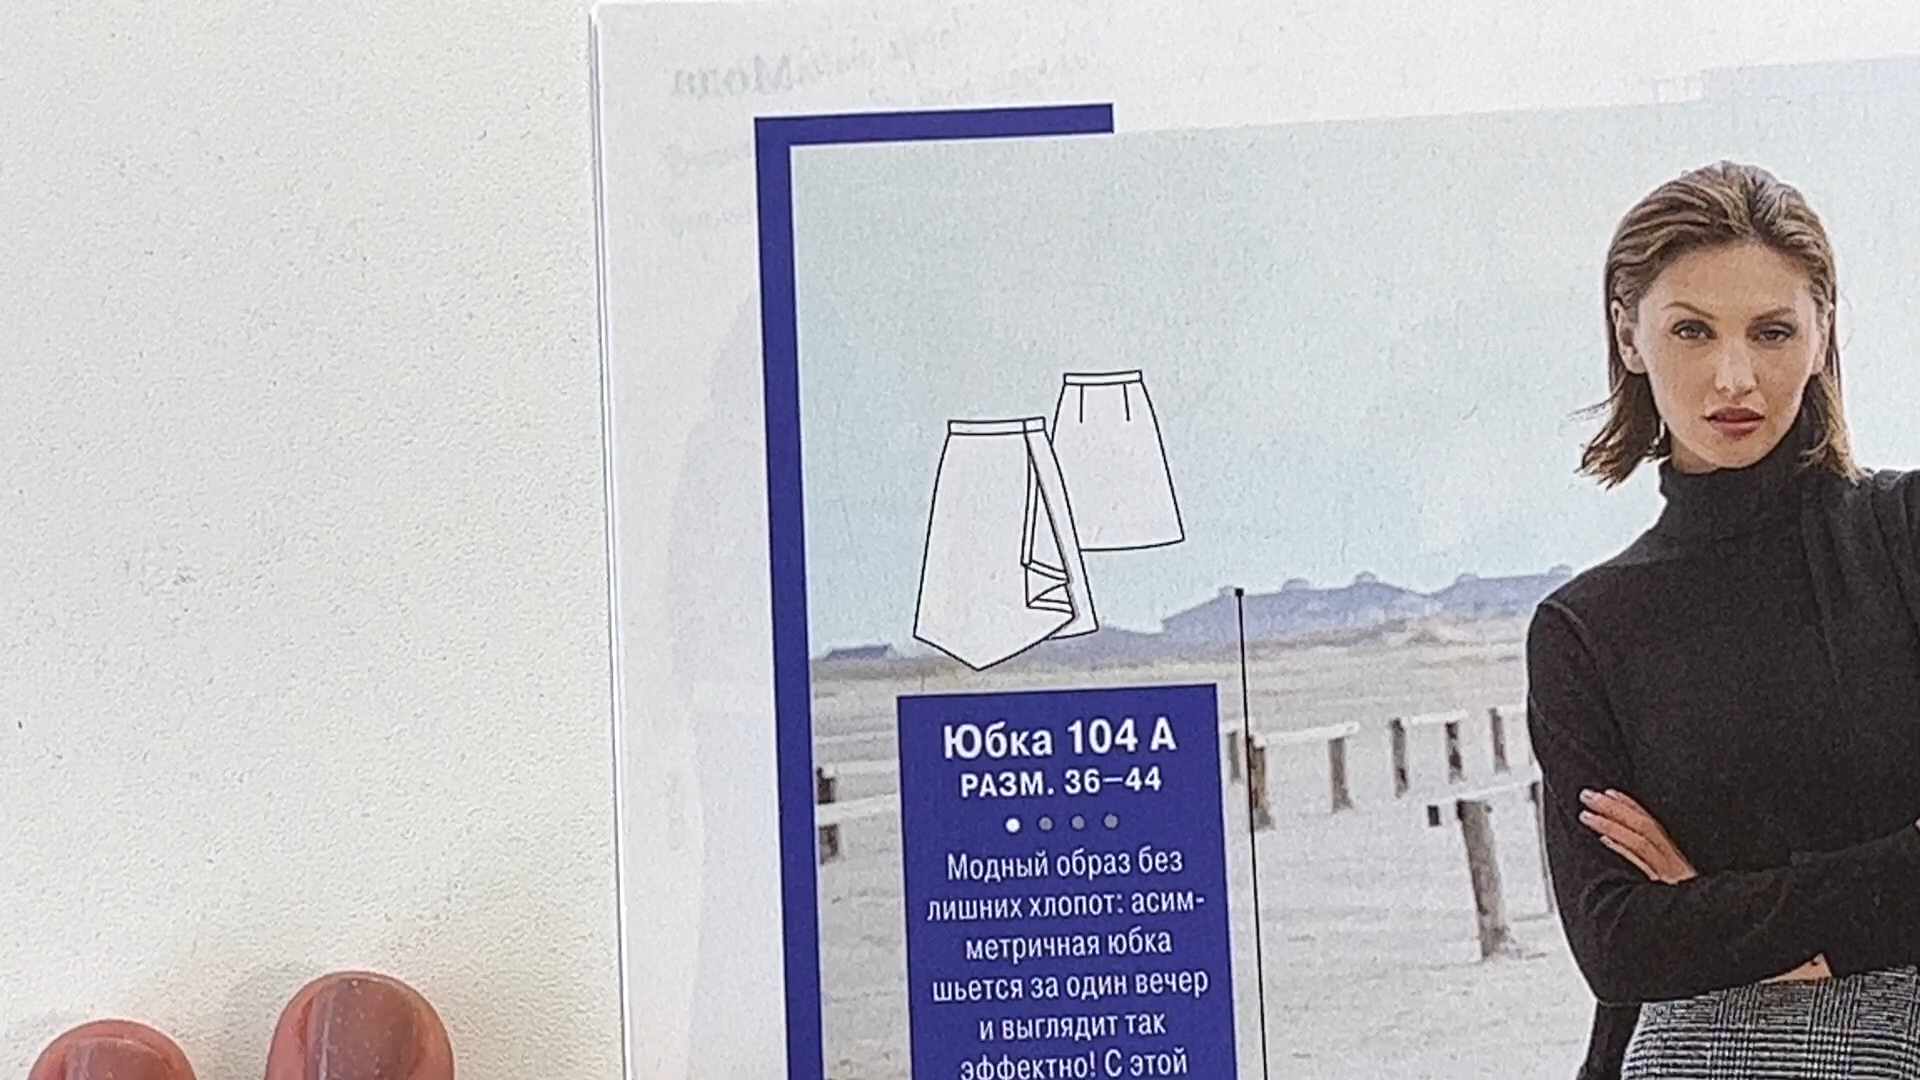 Юбка 104 А
РАЗМ. 36–44
Модный образ без
лишних хлопот: асим-
метричная юбка
шьется за один вечер
и выглядит так
эффектно! С этой